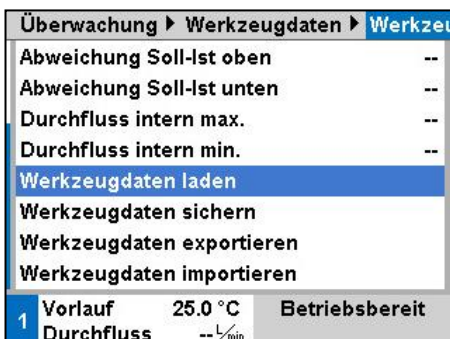 Überwachung ▶ Werkzeugdaten ▶ Werkzeu
Abweichung Soll-Ist oben --
Abweichung Soll-Ist unten --
Durchfluss intern max. --
Durchfluss intern min. --
Werkzeugdaten laden
Werkzeugdaten sichern
Werkzeugdaten exportieren
Werkzeugdaten importieren
1 Vorlauf 25.0 °C Betriebsbereit
Durchfluss -- L/min